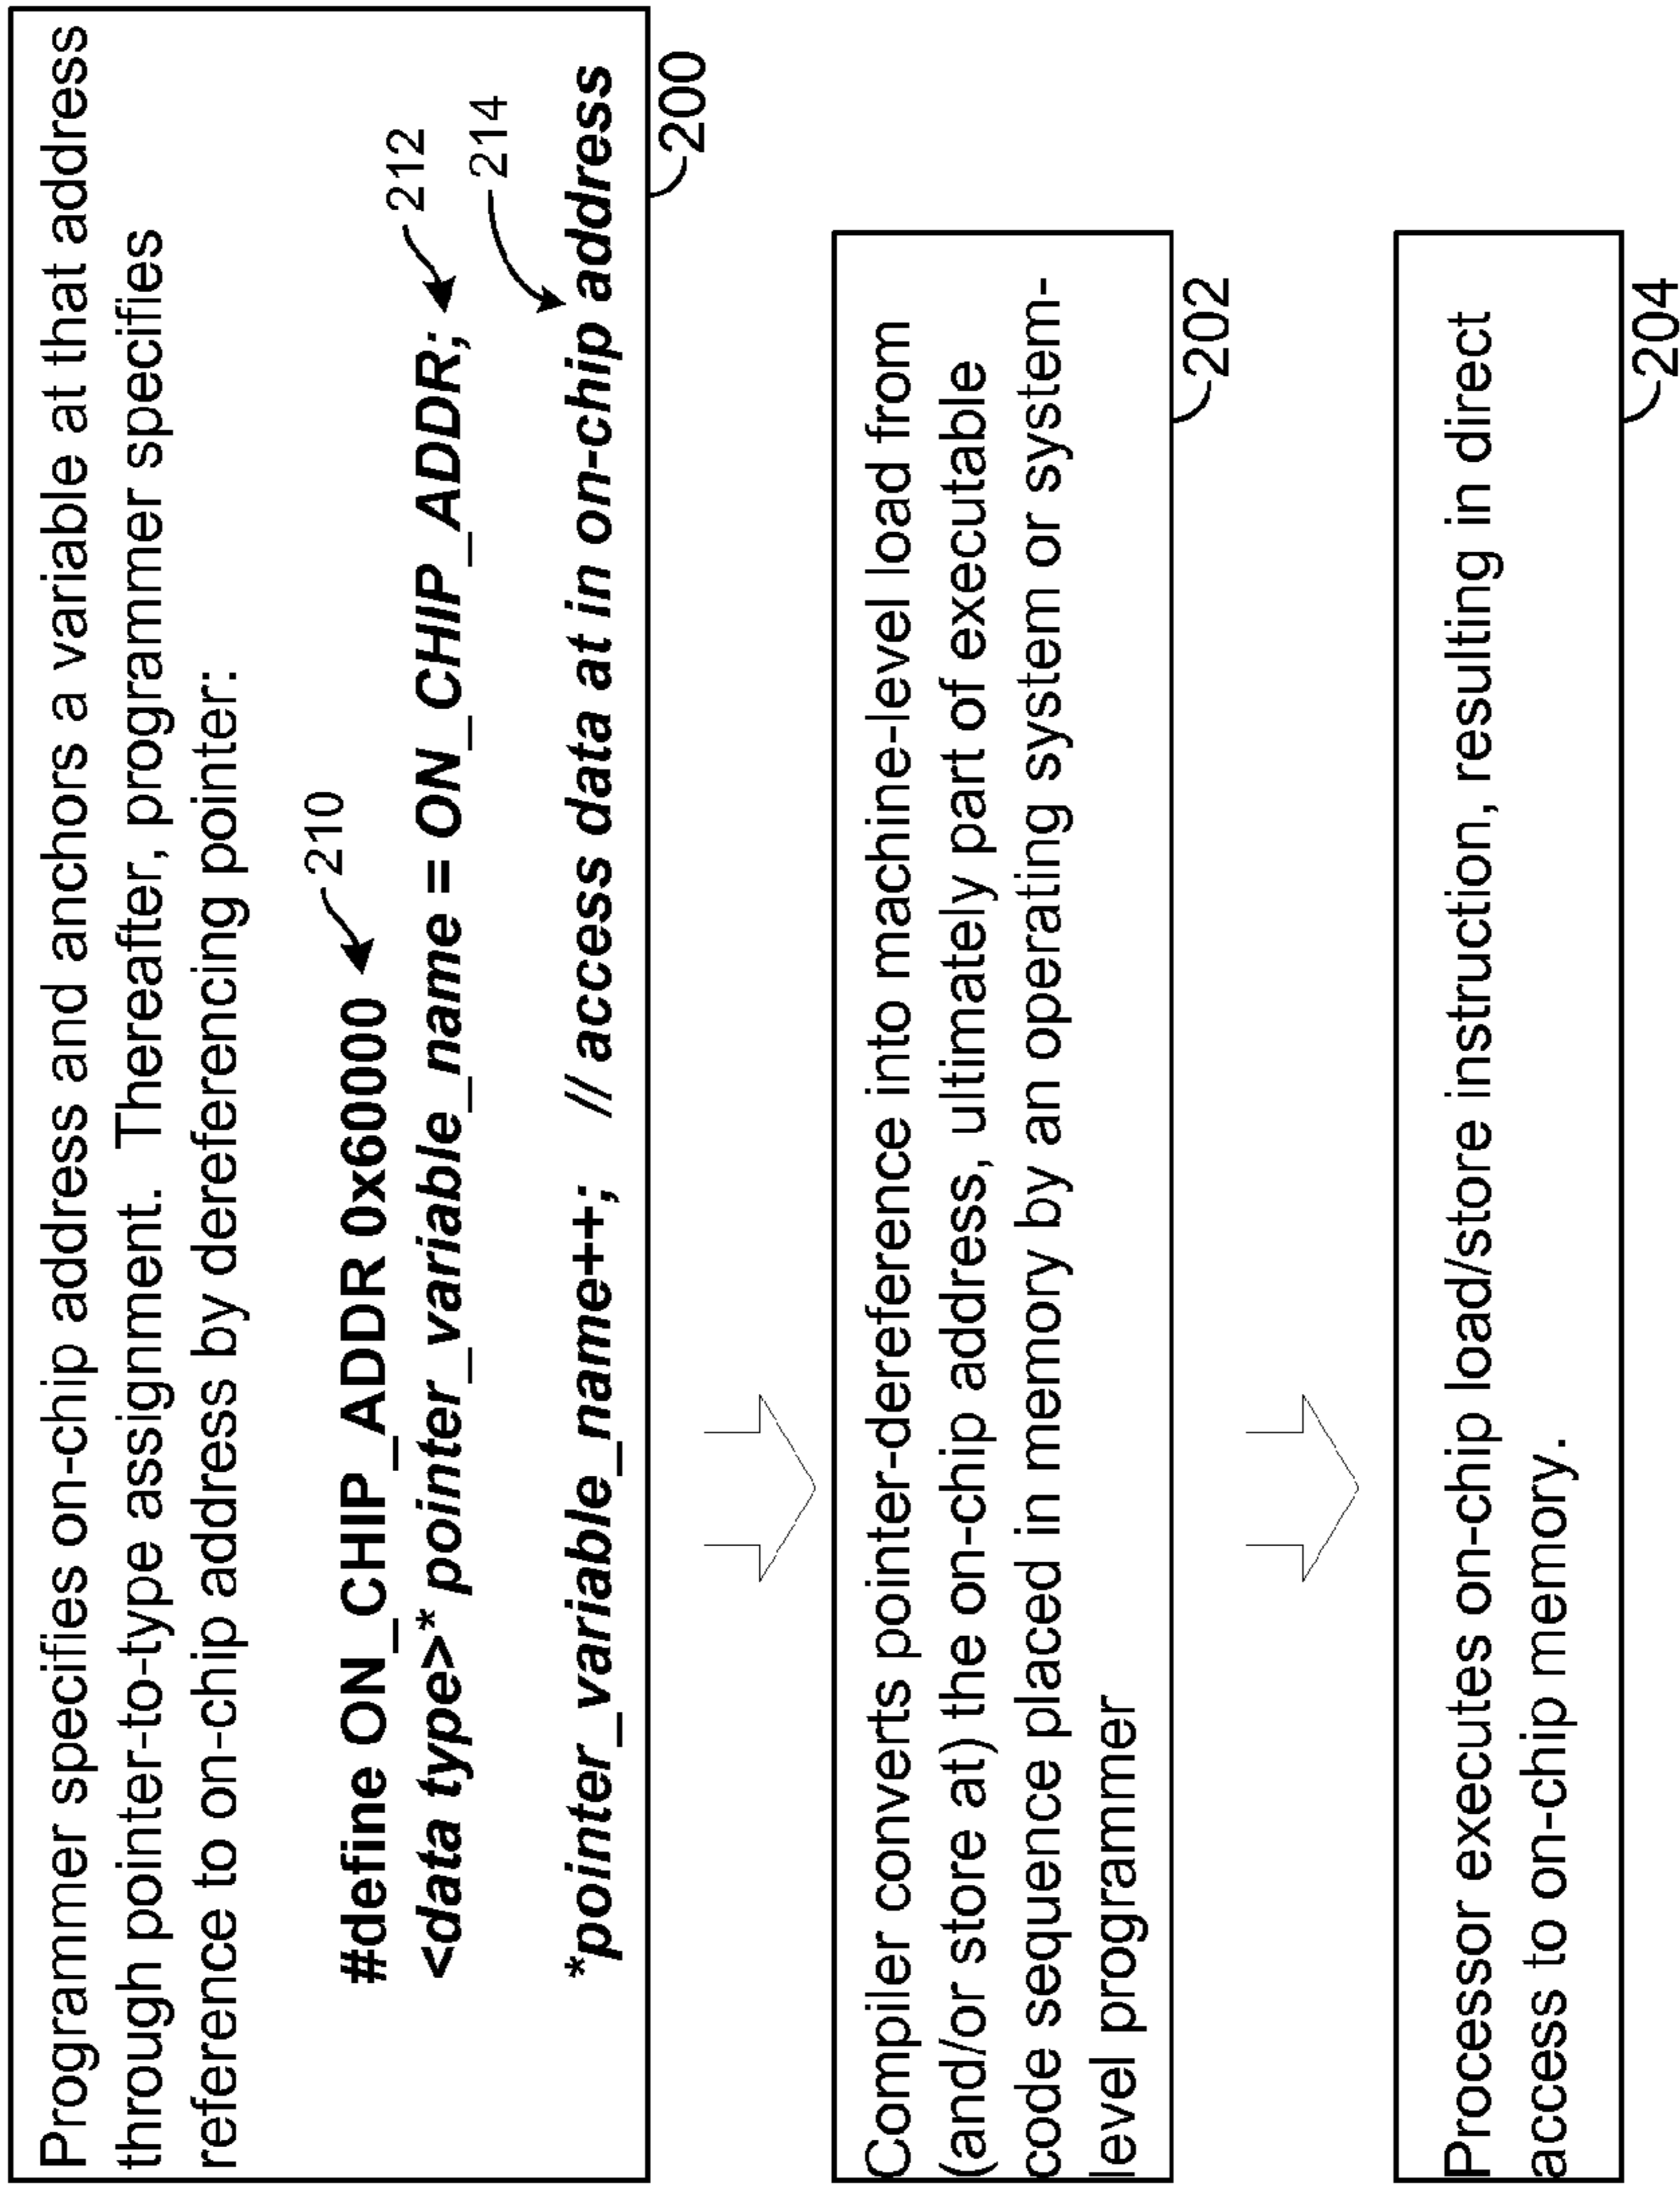 Programmer specifies on-chip address and anchors a variable at that address
through pointer-to-type assignment. Thereafter, programmer specifies
reference to on-chip address by dereferencing pointer:
#define ON_CHIP_ADDR 0x60000
210
<data type>* pointer_variable_name = ON_CHIP_ADDR;
212
*pointer_variable_name++; // access data at in on-chip address
214
200
Compiler converts pointer-dereference into machine-level load from
(and/or store at) the on-chip address, ultimately part of executable
code sequence placed in memory by an operating system or system-
level programmer
202
Processor executes on-chip load/store instruction, resulting in direct
access to on-chip memory.
204